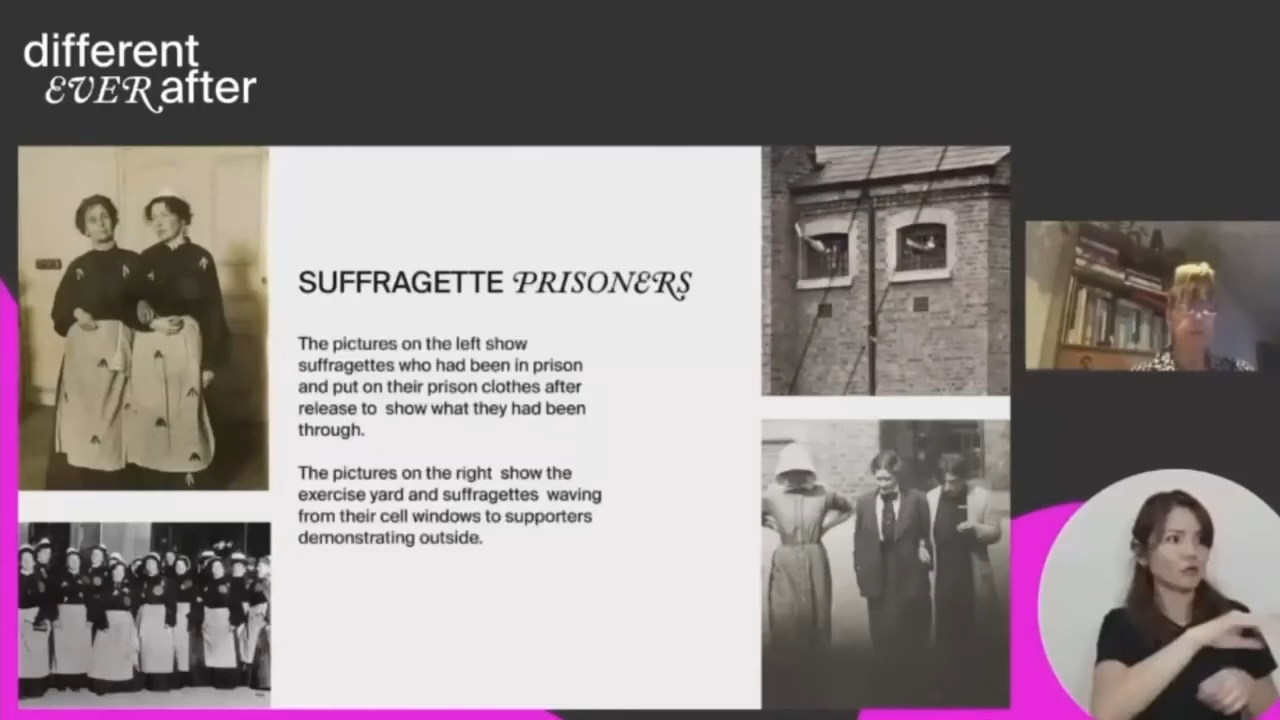 different
EVER after
SUFFRAGETTE PRISONERS
The pictures on the left show
suffragettes who had been in prison
and put on their prison clothes after
release to show what they had been
through.
The pictures on the right show the
exercise yard and suffragettes waving
from their cell windows to supporters
demonstrating outside.